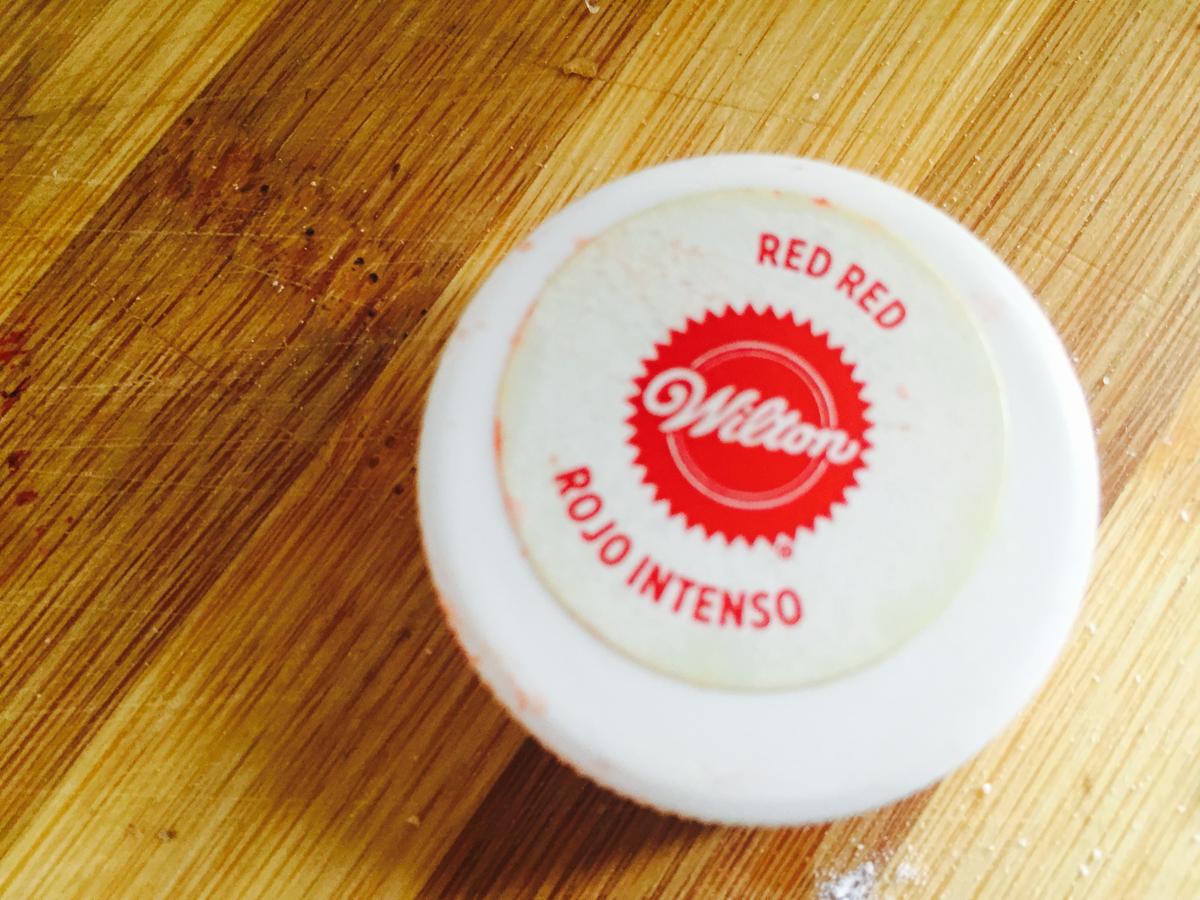 RED RED
Wilton
®
ROJO INTENSO